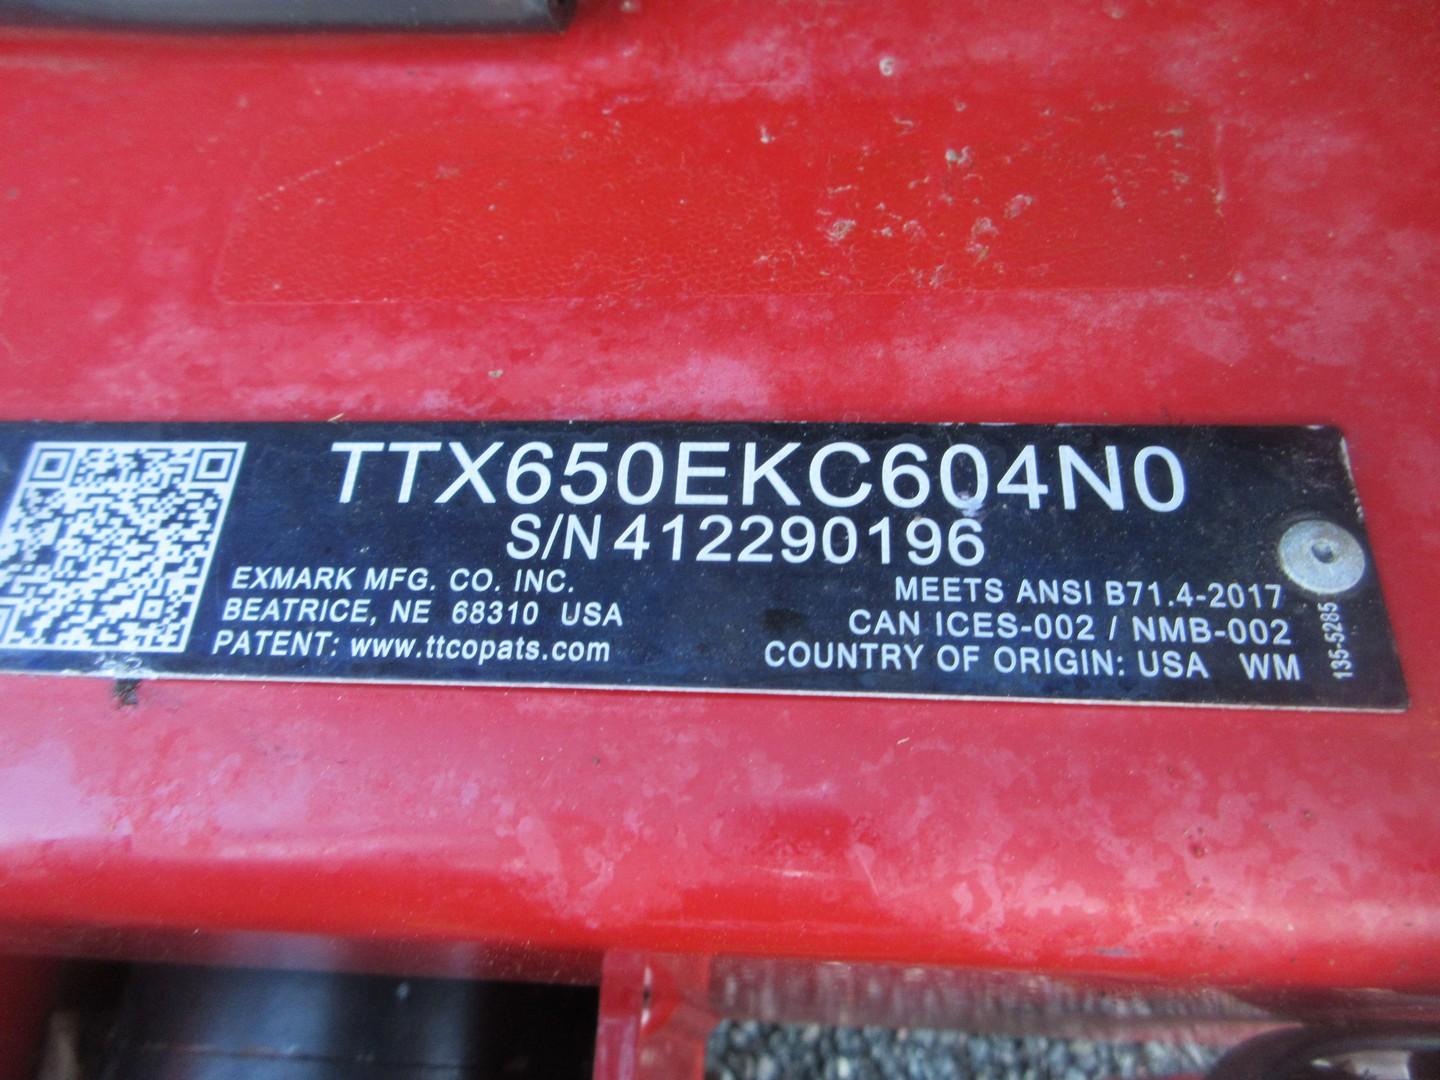 TTX650EKC604N0
S/N 412290196
EXMARK MFG. CO. INC.
BEATRICE, NE 68310 USA
PATENT: www.ttcopats.com
MEETS ANSI B71.4-2017
CAN ICES-002 / NMB-002
COUNTRY OF ORIGIN: USA WM
135-5285